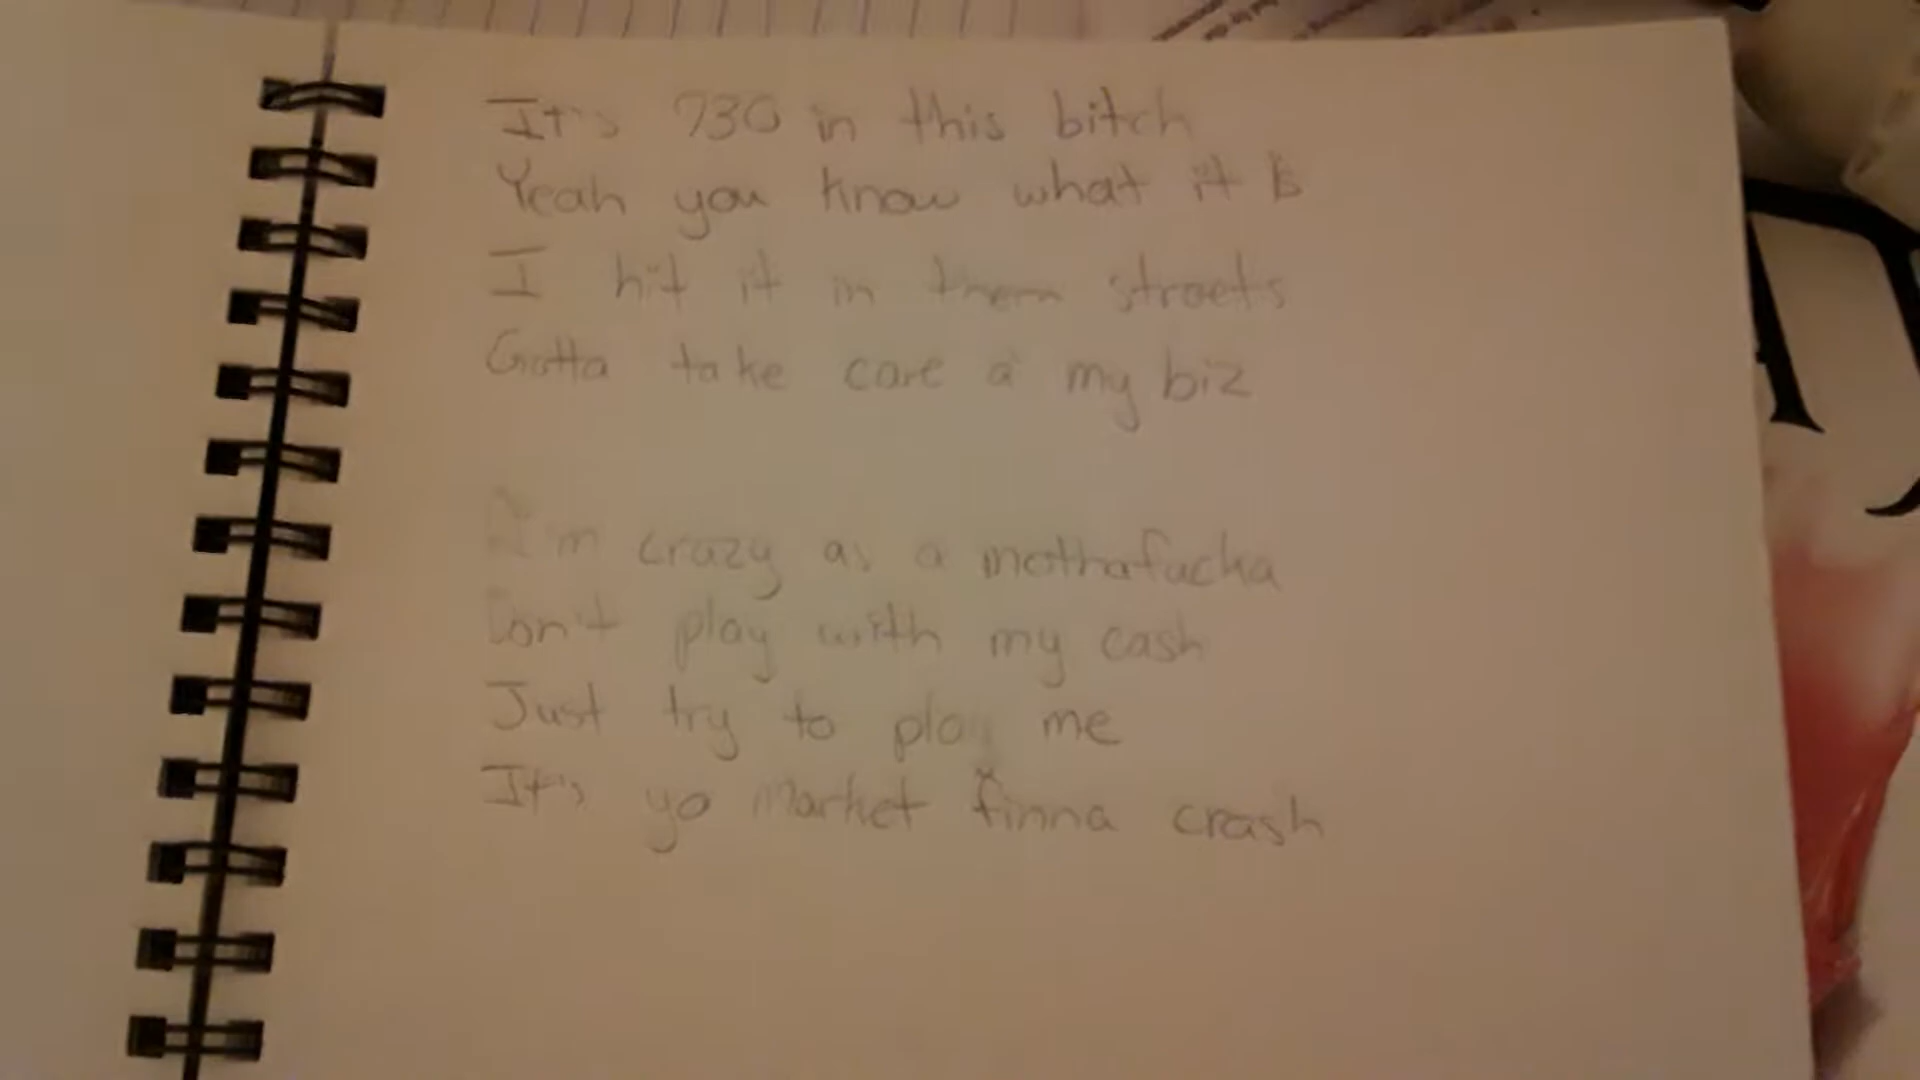 It's 730 in this bitch
Yeah you know what it is
I hit it in them streets
Gotta take care a my biz
I'm crazy as a mothafucka
Don't play with my cash
Just try to play me
It's yo market finna crash